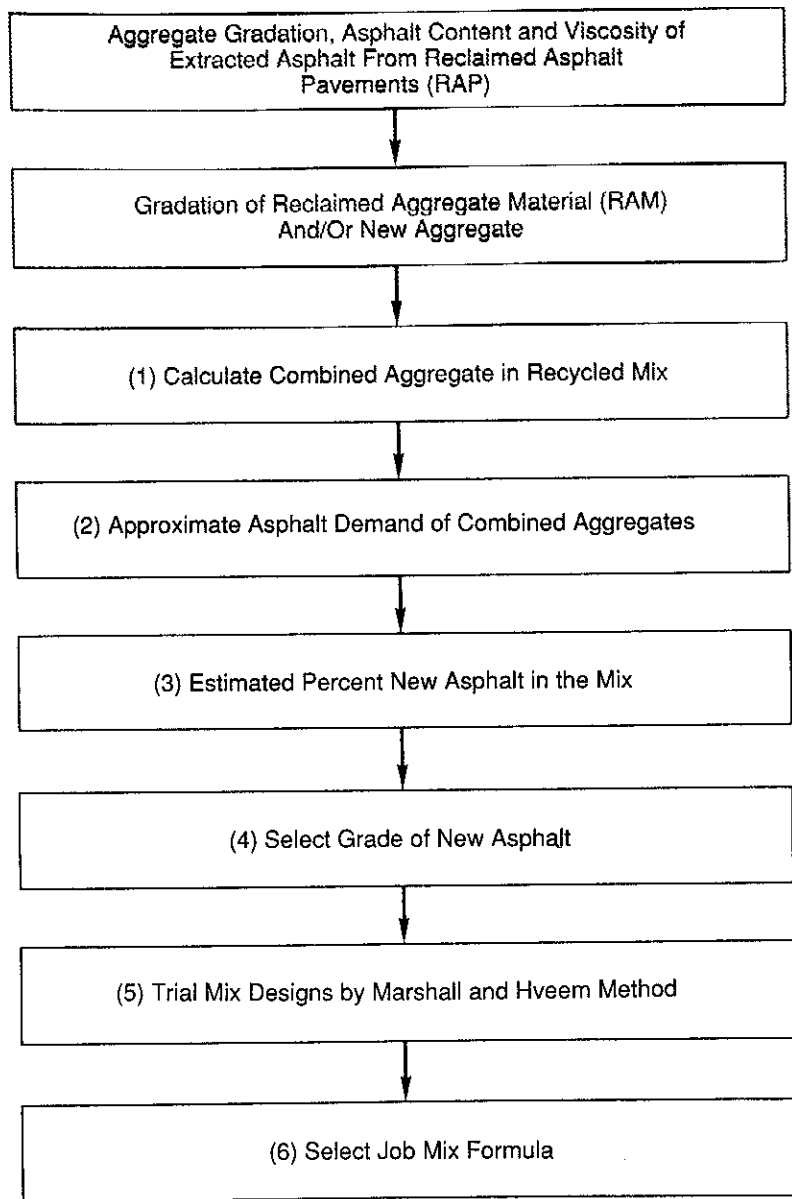 Aggregate Gradation, Asphalt Content and Viscosity of
Extracted Asphalt From Reclaimed Asphalt
Pavements (RAP)
Gradation of Reclaimed Aggregate Material (RAM)
And/Or New Aggregate
(1) Calculate Combined Aggregate in Recycled Mix
(2) Approximate Asphalt Demand of Combined Aggregates
(3) Estimated Percent New Asphalt in the Mix
(4) Select Grade of New Asphalt
(5) Trial Mix Designs by Marshall and Hveem Method
(6) Select Job Mix Formula